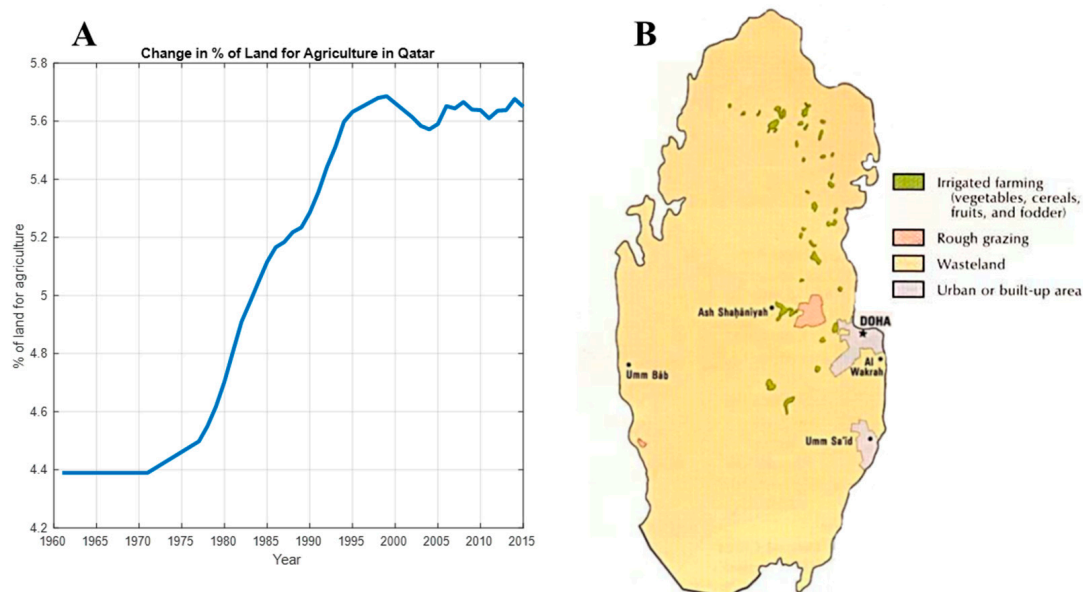 A
Change in % of Land for Agriculture in Qatar
5.8
5.6
5.4
5.2
5
4.8
4.6
4.4
4.2
% of land for agriculture
1960 1965 1970 1975 1980 1985 1990 1995 2000 2005 2010 2015
Year
B
Irrigated farming
(vegetables, cereals,
fruits, and fodder)
Rough grazing
Wasteland
Urban or built-up area
Ash Shaḥānīyah
DOHA
Al
Wakrah
Umm Bāb
Umm Sa'īd